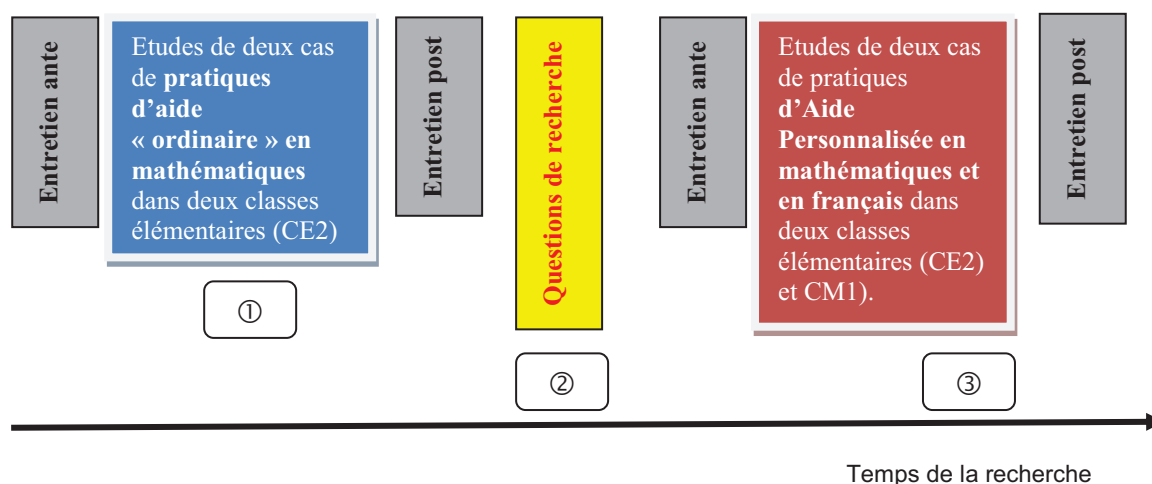 Entretien ante
Etudes de deux cas
de pratiques
d’aide
« ordinaire » en
mathématiques
dans deux classes
élémentaires (CE2)
Entretien post
Questions de recherche
Entretien ante
Etudes de deux cas
de pratiques
d’Aide
Personnalisée en
mathématiques et
en français dans
deux classes
élémentaires (CE2)
et CM1).
Entretien post
①
②
③
Temps de la recherche